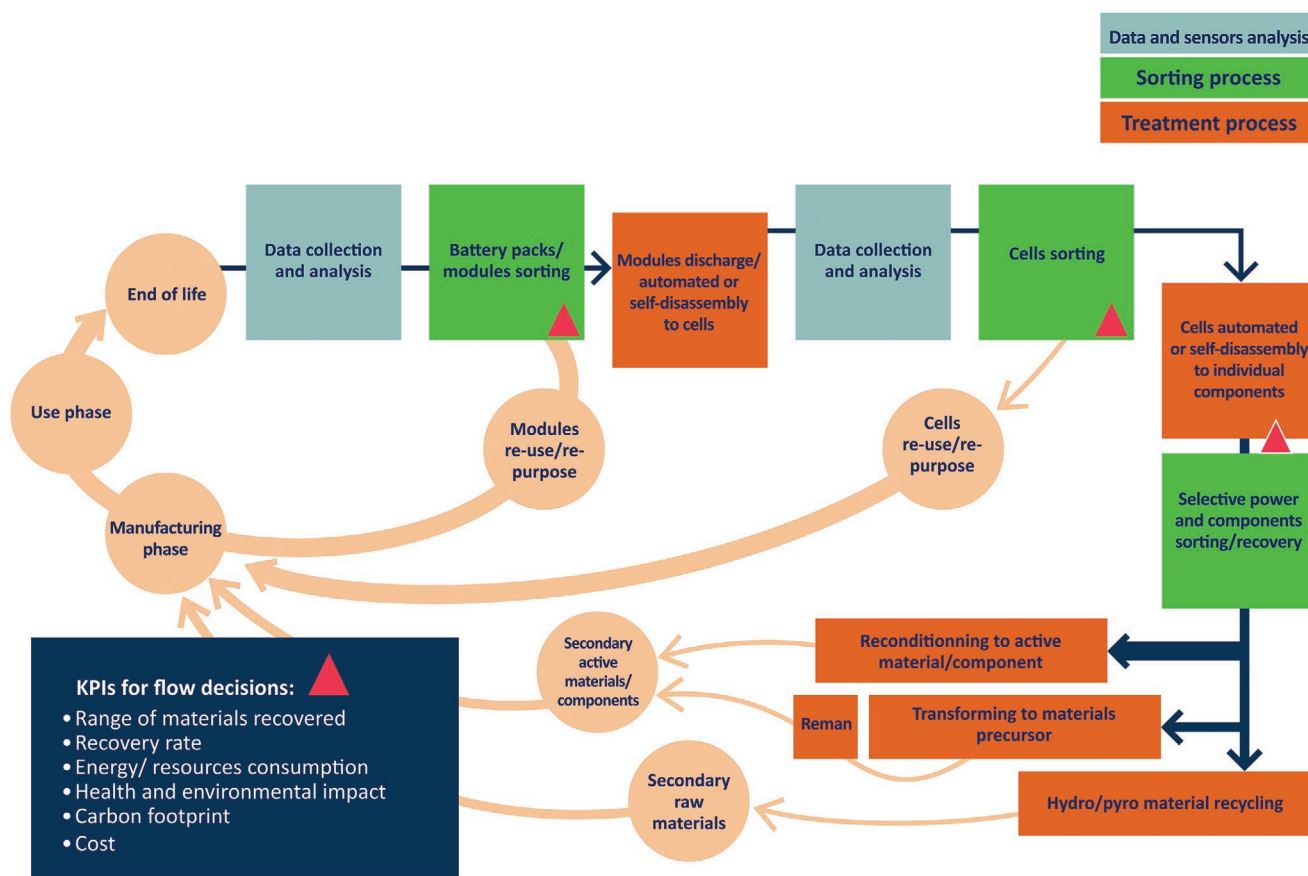 Data and sensors analysis
Sorting process
Treatment process
End of life
Data collection
and analysis
Battery packs/
modules sorting
Modules discharge/
automated or
self-disassembly
to cells
Data collection
and analysis
Cells sorting
Cells automated
or self-disassembly
to individual
components
Use phase
Modules
re-use/re-
purpose
Cells
re-use/re-
purpose
Manufacturing
phase
Selective power
and components
sorting/recovery
Secondary
active
materials/
components
Reconditionning to active
material/component
Reman
Transforming to materials
precursor
Secondary
raw
materials
Hydro/pyro material recycling
KPIs for flow decisions:
• Range of materials recovered
• Recovery rate
• Energy/ resources consumption
• Health and environmental impact
• Carbon footprint
• Cost